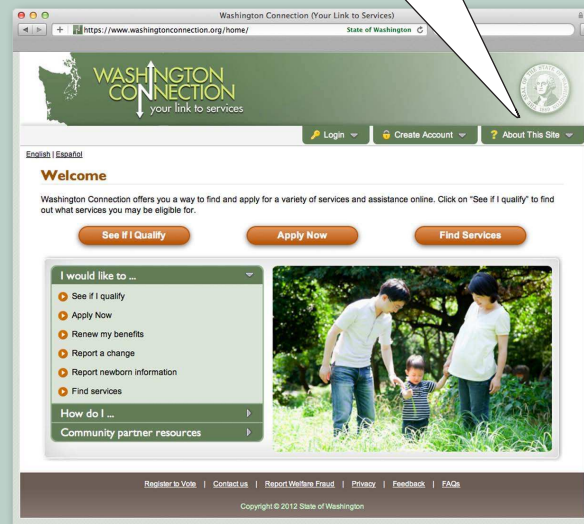 Washington Connection (Your Link to Services)
https://www.washingtonconnection.org/home/
State of Washington
WASHINGTON
CONNECTION
your link to services
Login
Create Account
? About This Site
English | Español
Welcome
Washington Connection offers you a way to find and apply for a variety of services and assistance online. Click on "See if I qualify" to find
out what services you may be eligible for.
See If I Qualify
Apply Now
Find Services
I would like to ...
See if I qualify
Apply Now
Renew my benefits
Report a change
Report newborn information
Find services
How do I ...
Community partner resources
Register to Vote | Contact us | Report Welfare Fraud | Privacy | Feedback | FAQs
Copyright © 2012 State of Washington